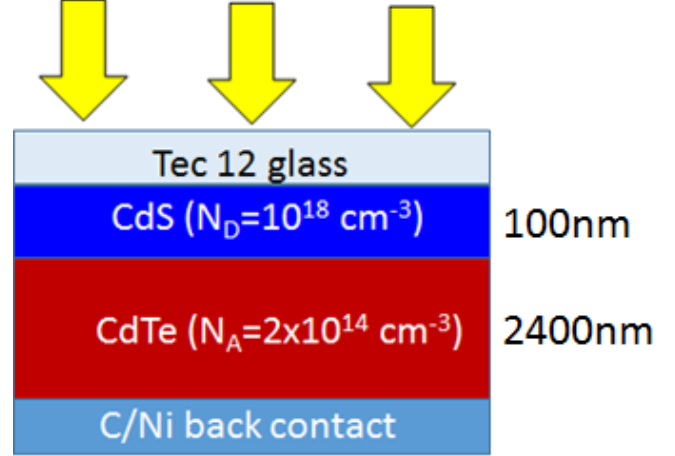 Tec 12 glass
CdS (N_D=10^18 cm^-3)
100nm
CdTe (N_A=2x10^14 cm^-3)
2400nm
C/Ni back contact